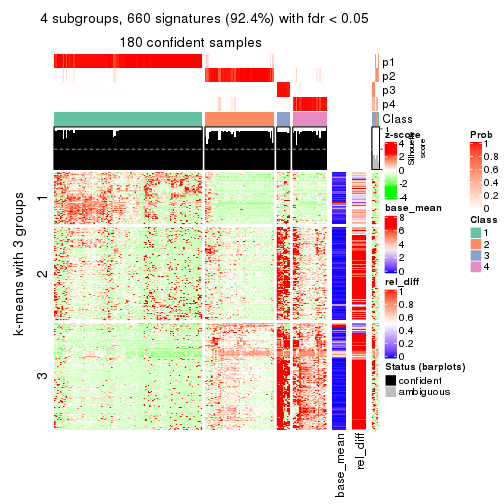 4 subgroups, 660 signatures (92.4%) with fdr < 0.05
180 confident samples
p1
p2
p3
p4
Class
1
Silhouette
score
k-means with 3 groups
1
2
3
base_mean
rel_diff
z-score
4
2
0
-2
-4
base_mean
8
6
4
2
0
rel_diff
1
0.8
0.6
0.4
0.2
0
Status (barplots)
confident
ambiguous
Prob
1
0.8
0.6
0.4
0.2
0
Class
1
2
3
4